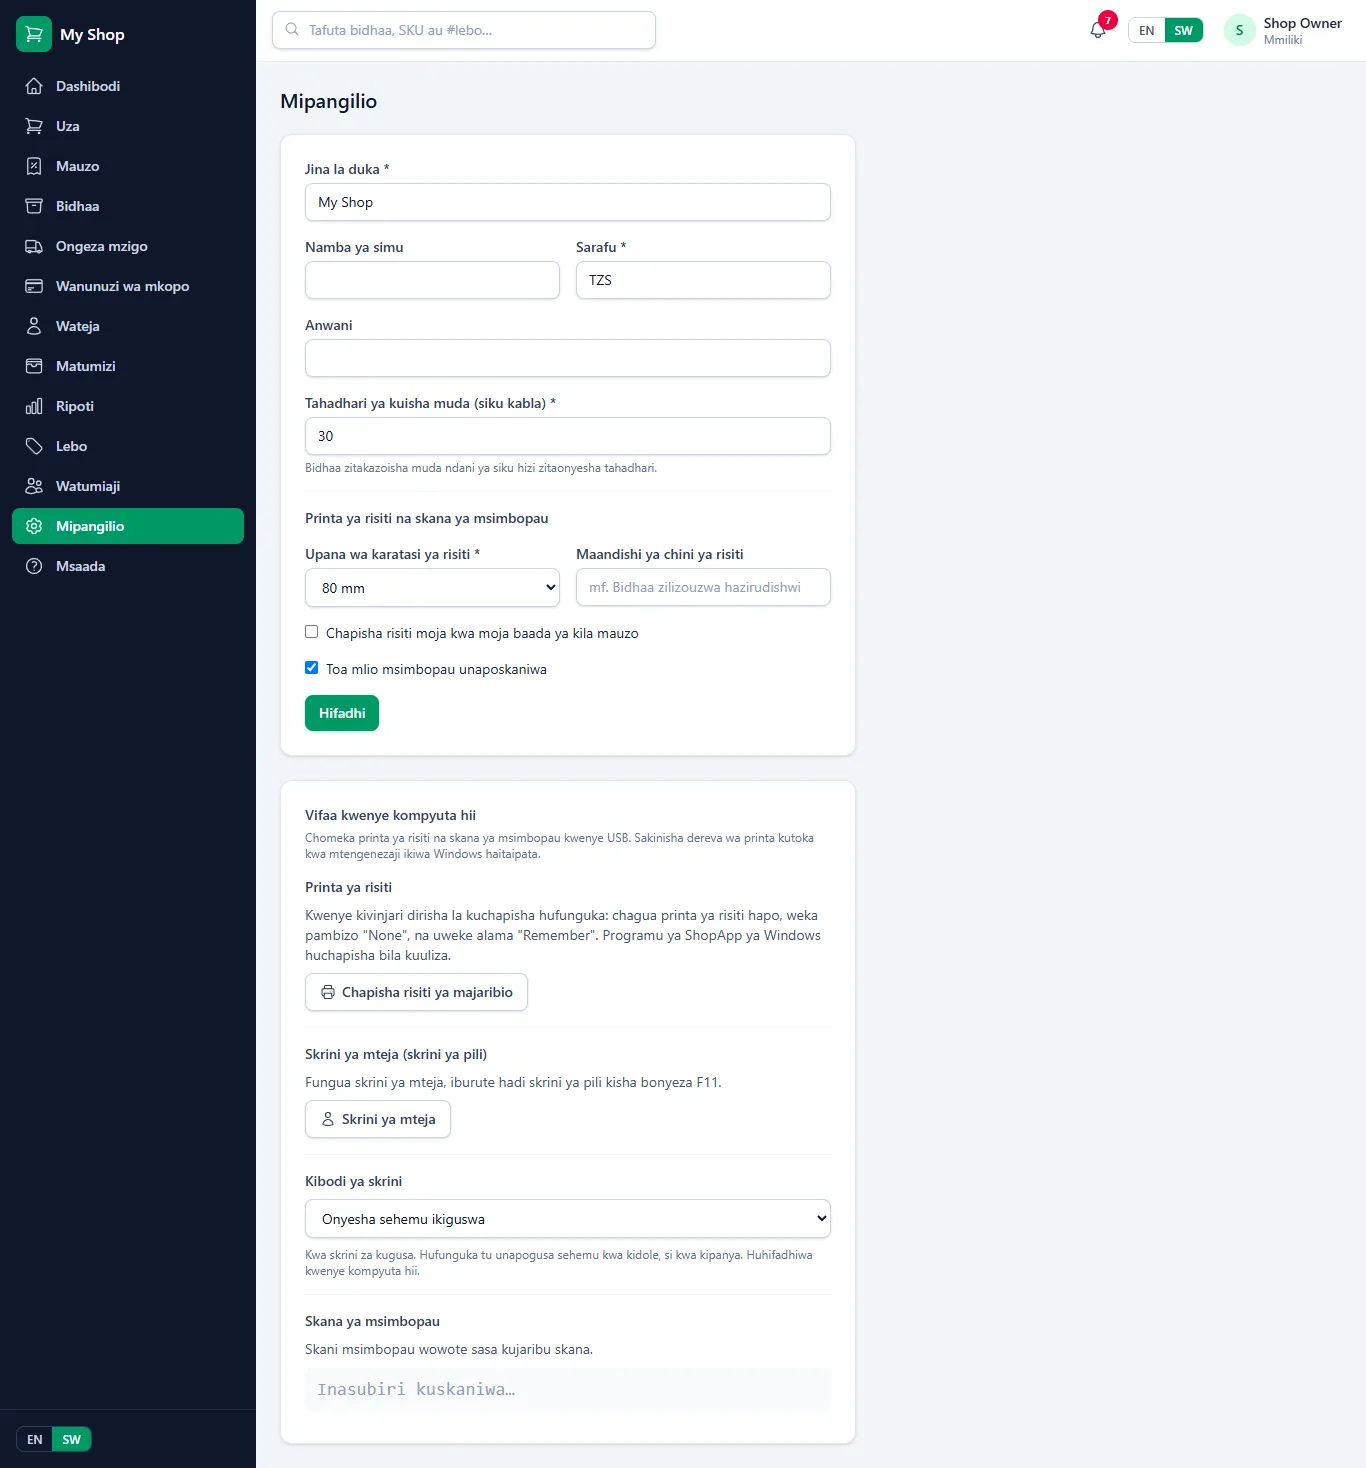 My Shop
Tafuta bidhaa, SKU au #lebo...
7
EN SW
S
Shop Owner
Mmiliki
Dashibodi
Uza
Mauzo
Bidhaa
Ongeza mzigo
Wanunuzi wa mkopo
Wateja
Matumizi
Ripoti
Lebo
Watumiaji
Mipangilio
Msaada
EN SW
Mipangilio
Jina la duka *
My Shop
Namba ya simu
Sarafu *
TZS
Anwani
Tahadhari ya kuisha muda (siku kabla) *
30
Bidhaa zitakazoisha muda ndani ya siku hizi zitaonyesha tahadhari.
Printa ya risiti na skana ya msimbopau
Upana wa karatasi ya risiti *
80 mm
Maandishi ya chini ya risiti
mf. Bidhaa zilizouzwa hazirudishwi
Chapisha risiti moja kwa moja baada ya kila mauzo
Toa mlio msimbopau unaposkaniwa
Hifadhi
Vifaa kwenye kompyuta hii
Chomeka printa ya risiti na skana ya msimbopau kwenye USB. Sakinisha dereva wa printa kutoka
kwa mtengenezaji ikiwa Windows haitaipata.
Printa ya risiti
Kwenye kivinjari dirisha la kuchapisha hufunguka: chagua printa ya risiti hapo, weka
pambizo "None", na uweke alama "Remember". Programu ya ShopApp ya Windows
huchapisha bila kuuliza.
Chapisha risiti ya majaribio
Skrini ya mteja (skrini ya pili)
Fungua skrini ya mteja, iburute hadi skrini ya pili kisha bonyeza F11.
Skrini ya mteja
Kibodi ya skrini
Onyesha sehemu ikiguswa
Kwa skrini za kugusa. Hufunguka tu unapogusa sehemu kwa kidole, si kwa kipanya. Huhifadhiwa
kwenye kompyuta hii.
Skana ya msimbopau
Skani msimbopau wowote sasa kujaribu skana.
Inasubiri kuskaniwa…